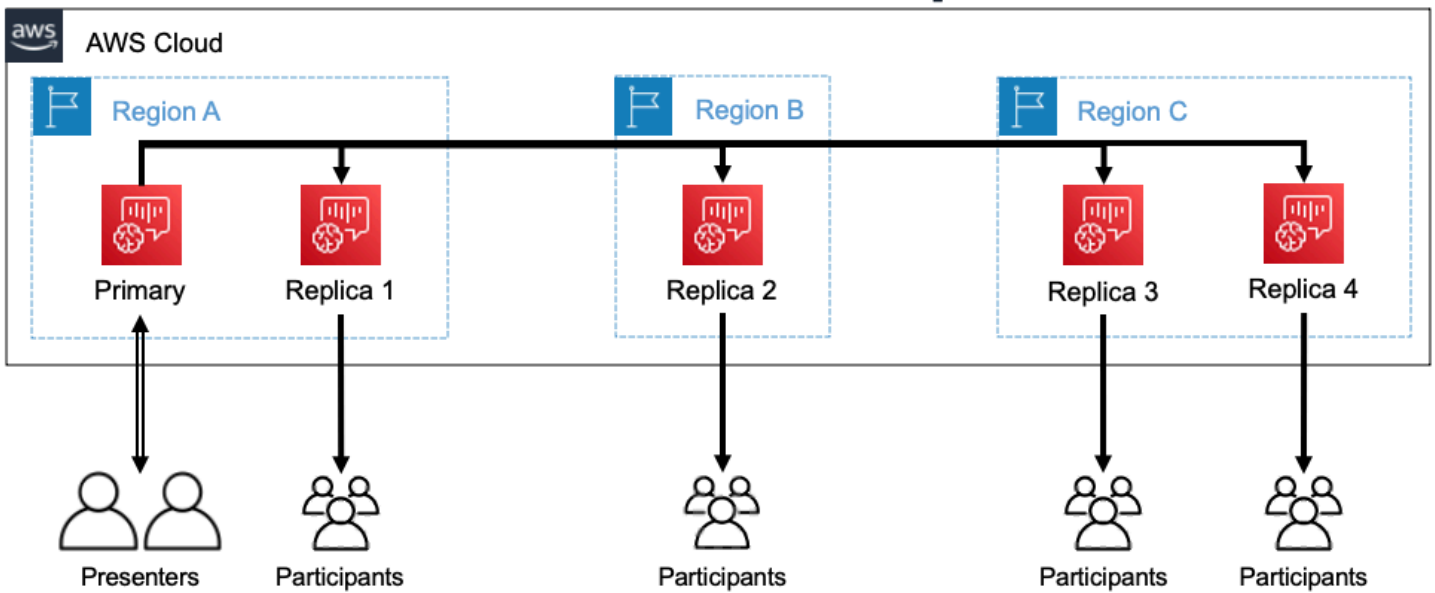 aws
AWS Cloud
Region A
Region B
Region C
Primary
Replica 1
Replica 2
Replica 3
Replica 4
Presenters
Participants
Participants
Participants
Participants